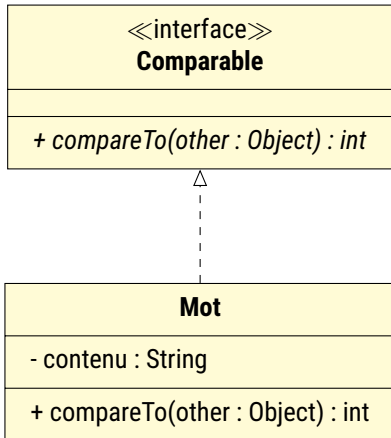 ≪interface≫
Comparable
+ compareTo(other : Object) : int
Mot
- contenu : String
+ compareTo(other : Object) : int